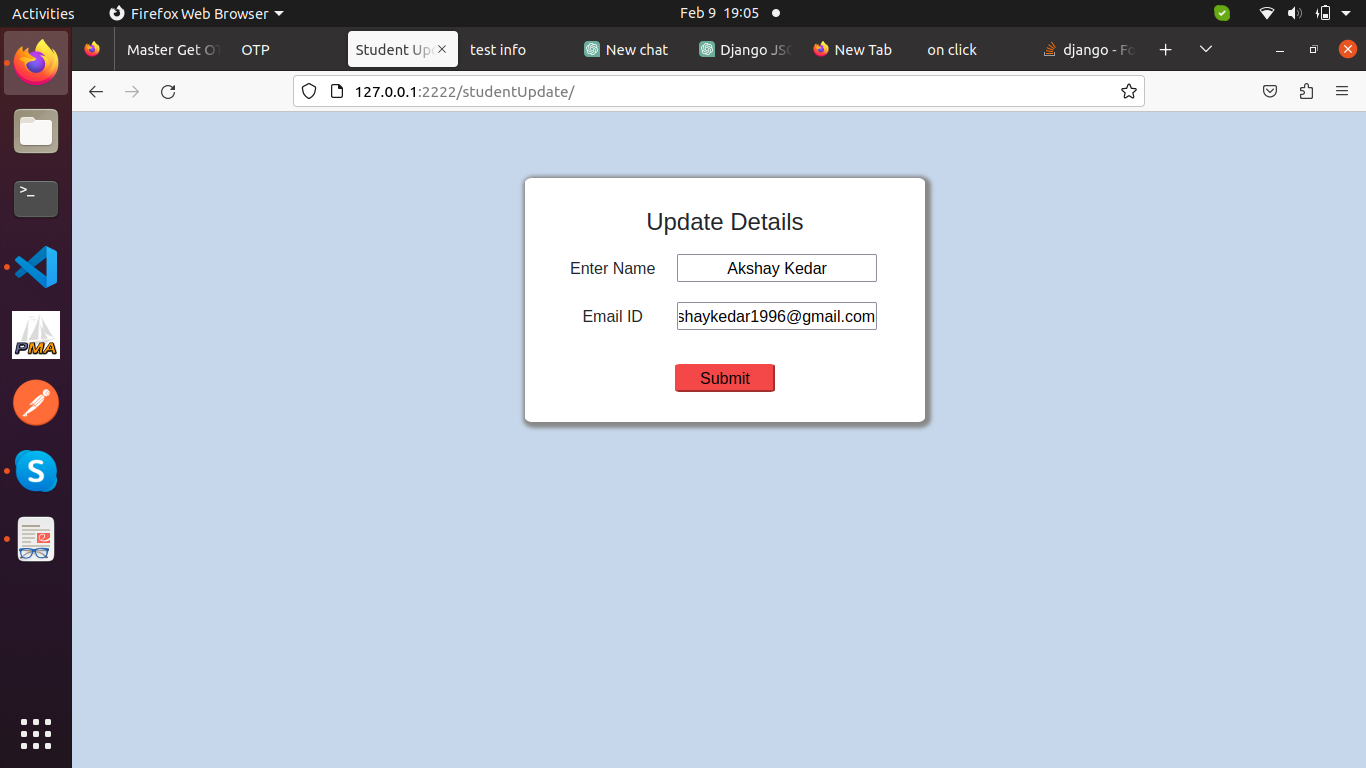 Activities Firefox Web Browser Feb 9 19:05
Master Get OT OTP Student Up test info New chat Django JSO New Tab on click django - Fo
127.0.0.1:2222/studentUpdate/
>_
Update Details
Enter Name Akshay Kedar
Email ID shaykedar1996@gmail.com
PMA
Submit
S